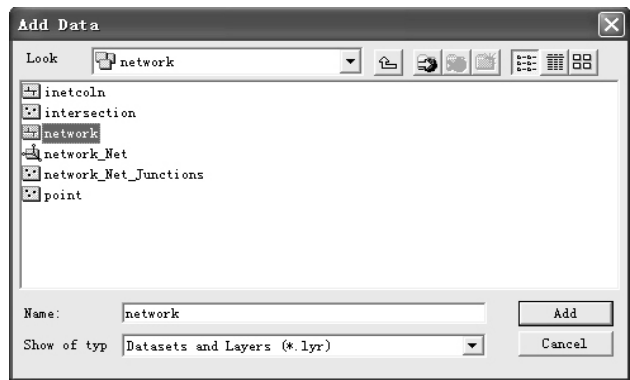 Add Data
Look network
inetcoln
intersection
network
network_Net
network_Net_Junctions
point
Name: network Add
Show of typ Datasets and Layers (*.lyr) Cancel